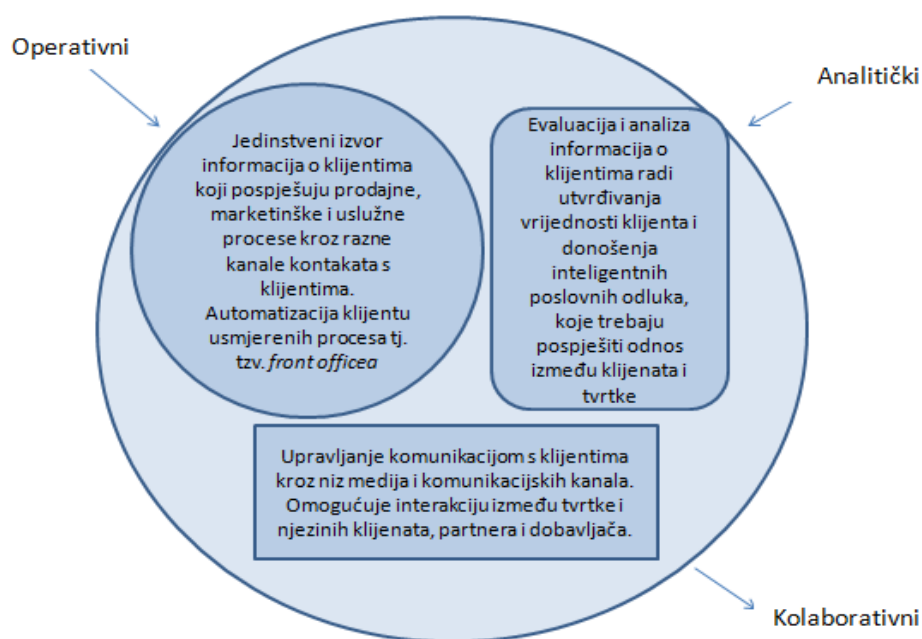 Operativni
Analitički
Jedinstveni izvor
informacija o klijentima
koji pospješuju prodajne,
marketinške i uslužne
procese kroz razne
kanale kontakata s
klijentima.
Automatizacija klijentu
usmjerenih procesa tj.
tzv. front officea
Evaluacija i analiza
informacija o
klijentima radi
utvrđivanja
vrijednosti klijenta i
donošenja
inteligentnih
poslovnih odluka,
koje trebaju
pospješiti odnos
između klijenata i
tvrtke
Upravljanje komunikacijom s klijentima
kroz niz medija i komunikacijskih kanala.
Omogućuje interakciju između tvrtke i
njezinih klijenata, partnera i dobavljača.
Kolaborativni